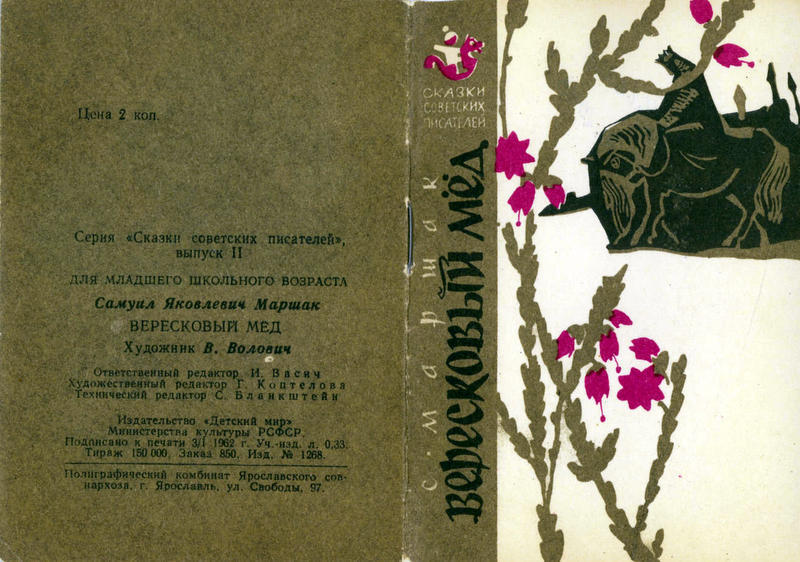 Цена 2 коп.
Серия «Сказки советских писателей»,
выпуск II
ДЛЯ МЛАДШЕГО ШКОЛЬНОГО ВОЗРАСТА
Самуил Яковлевич Маршак
ВЕРЕСКОВЫЙ МЁД
Художник В. Волович
Ответственный редактор И. Васич
Художественный редактор Г. Коптелова
Технический редактор С. Бланкштейн
Издательство «Детский мир»
Министерства культуры РСФСР.
Подписано к печати 3/I 1962 г. Уч.-изд. л. 0,33.
Тираж 150 000. Заказ 850. Изд. № 1268.
Полиграфический комбинат Ярославского сов-
нархоза, г. Ярославль, ул. Свободы, 97.
СКАЗКИ
СОВЕТСКИХ
ПИСАТЕЛЕЙ
с. маршак
Вересковый мёд